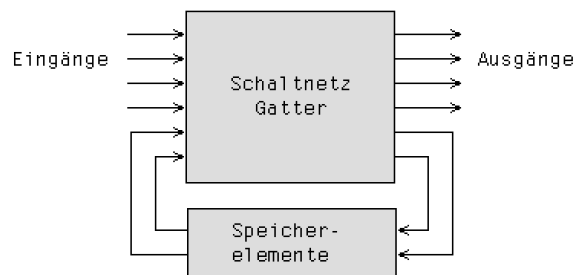 Eingänge
Schaltnetz
Gatter
Ausgänge
Speicher-
elemente